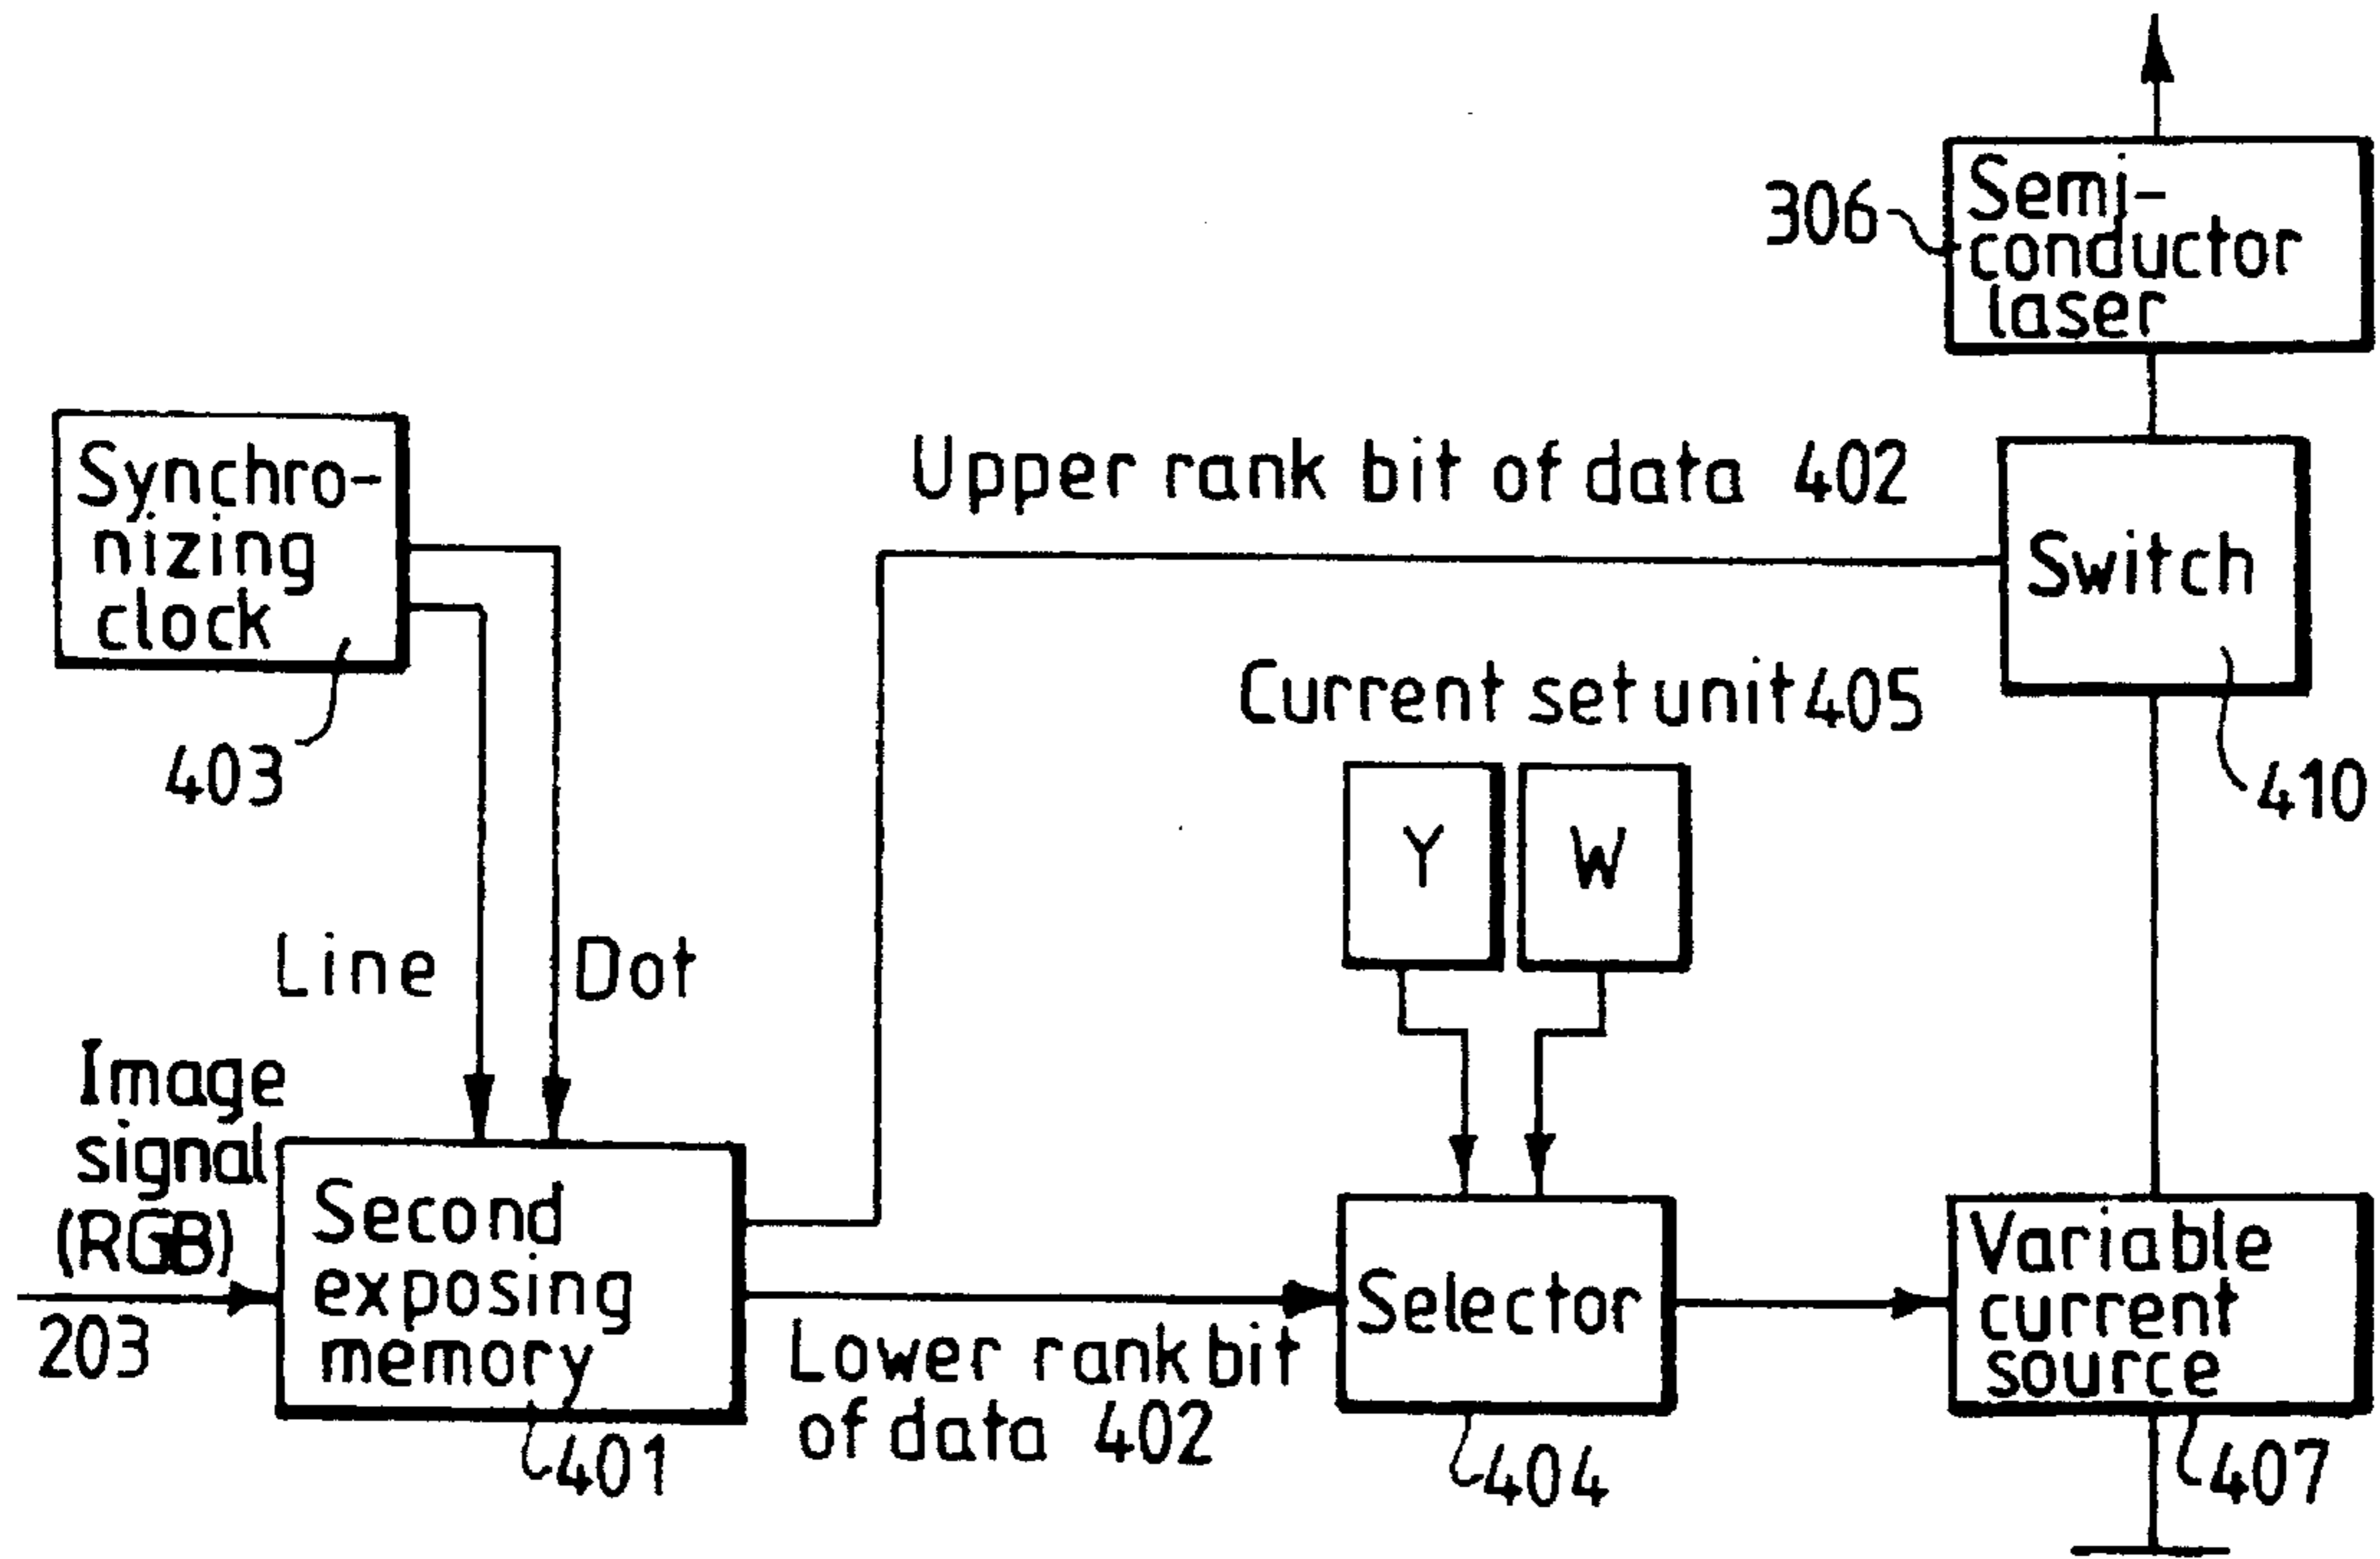 306
Semi-
conductor
laser
Synchro-
nizing
clock
403
Upper rank bit of data 402
Switch
410
Current set unit 405
Y
W
Line
Dot
Image
signal
(RGB)
203
Second
exposing
memory
401
Lower rank bit
of data 402
Selector
404
Variable
current
source
407